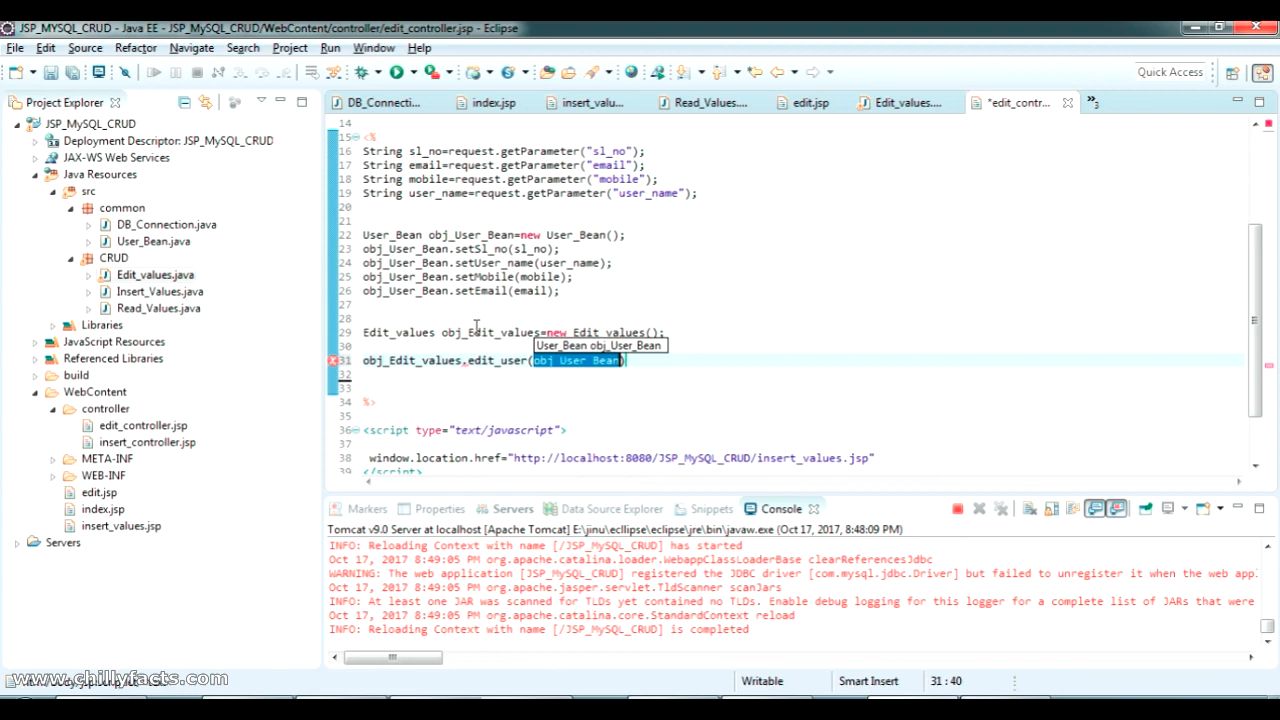 JSP_MYSQL_CRUD - Java EE - JSP_MySQL_CRUD/WebContent/controller/edit_controller.jsp - Eclipse
File Edit Source Refactor Navigate Search Project Run Window Help
Quick Access
Project Explorer
DB_Connecti... index.jsp insert_valu... Read_Values.... edit.jsp Edit_values.... *edit_contr... »3
JSP_MySQL_CRUD
Deployment Descriptor: JSP_MySQL_CRUD
JAX-WS Web Services
Java Resources
src
common
DB_Connection.java
User_Bean.java
CRUD
Edit_values.java
Insert_Values.java
Read_Values.java
Libraries
JavaScript Resources
Referenced Libraries
build
WebContent
controller
edit_controller.jsp
insert_controller.jsp
META-INF
WEB-INF
edit.jsp
index.jsp
insert_values.jsp
Servers
14
15 <%
16 String sl_no=request.getParameter("sl_no");
17 String email=request.getParameter("email");
18 String mobile=request.getParameter("mobile");
19 String user_name=request.getParameter("user_name");
20
21
22 User_Bean obj_User_Bean=new User_Bean();
23 obj_User_Bean.setSl_no(sl_no);
24 obj_User_Bean.setUser_name(user_name);
25 obj_User_Bean.setMobile(mobile);
26 obj_User_Bean.setEmail(email);
27
28
29 Edit_values obj_Edit_values=new Edit_values();
30 User_Bean obj_User_Bean
31 obj_Edit_values.edit_user(obj_User_Bean)
32
33
34 %>
35
36 <script type="text/javascript">
37
38 window.location.href="http://localhost:8080/JSP_MySQL_CRUD/insert_values.jsp"
39 </script>
Markers Properties Servers Data Source Explorer Snippets Console
Tomcat v9.0 Server at localhost [Apache Tomcat] E:\jinu\ecllipse\eclipse\jre\bin\javaw.exe (Oct 17, 2017, 8:48:09 PM)
INFO: Reloading Context with name [/JSP_MySQL_CRUD] has started
Oct 17, 2017 8:49:05 PM org.apache.catalina.loader.WebappClassLoaderBase clearReferencesJdbc
WARNING: The web application [JSP_MySQL_CRUD] registered the JDBC driver [com.mysql.jdbc.Driver] but failed to unregister it when the web appl
Oct 17, 2017 8:49:05 PM org.apache.jasper.servlet.TldScanner scanJars
INFO: At least one JAR was scanned for TLDs yet contained no TLDs. Enable debug logging for this logger for a complete list of JARs that were
Oct 17, 2017 8:49:05 PM org.apache.catalina.core.StandardContext reload
INFO: Reloading Context with name [/JSP_MySQL_CRUD] is completed
www.chillyfacts.com
Writable Smart Insert 31 : 40